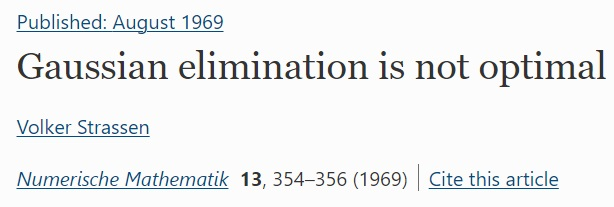 Published: August 1969
Gaussian elimination is not optimal
Volker Strassen
Numerische Mathematik 13, 354–356 (1969) | Cite this article